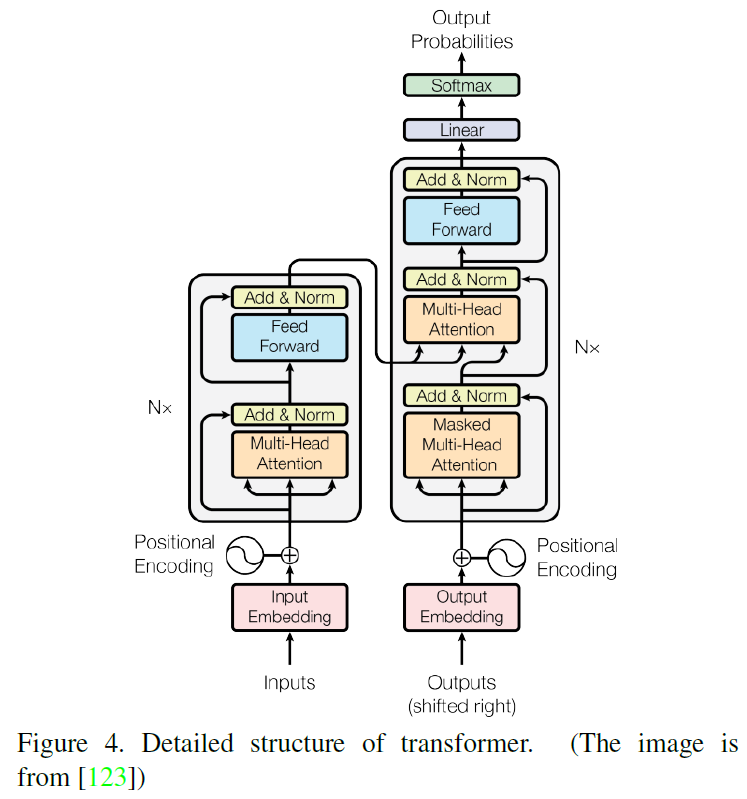 Output
Probabilities
Softmax
Linear
Add & Norm
Feed
Forward
Add & Norm
Multi-Head
Attention
Add & Norm
Masked
Multi-Head
Attention
Nx
Add & Norm
Feed
Forward
Add & Norm
Multi-Head
Attention
Nx
Positional
Encoding
Positional
Encoding
Input
Embedding
Output
Embedding
Inputs
Outputs
(shifted right)
Figure 4. Detailed structure of transformer. (The image is
from [123])